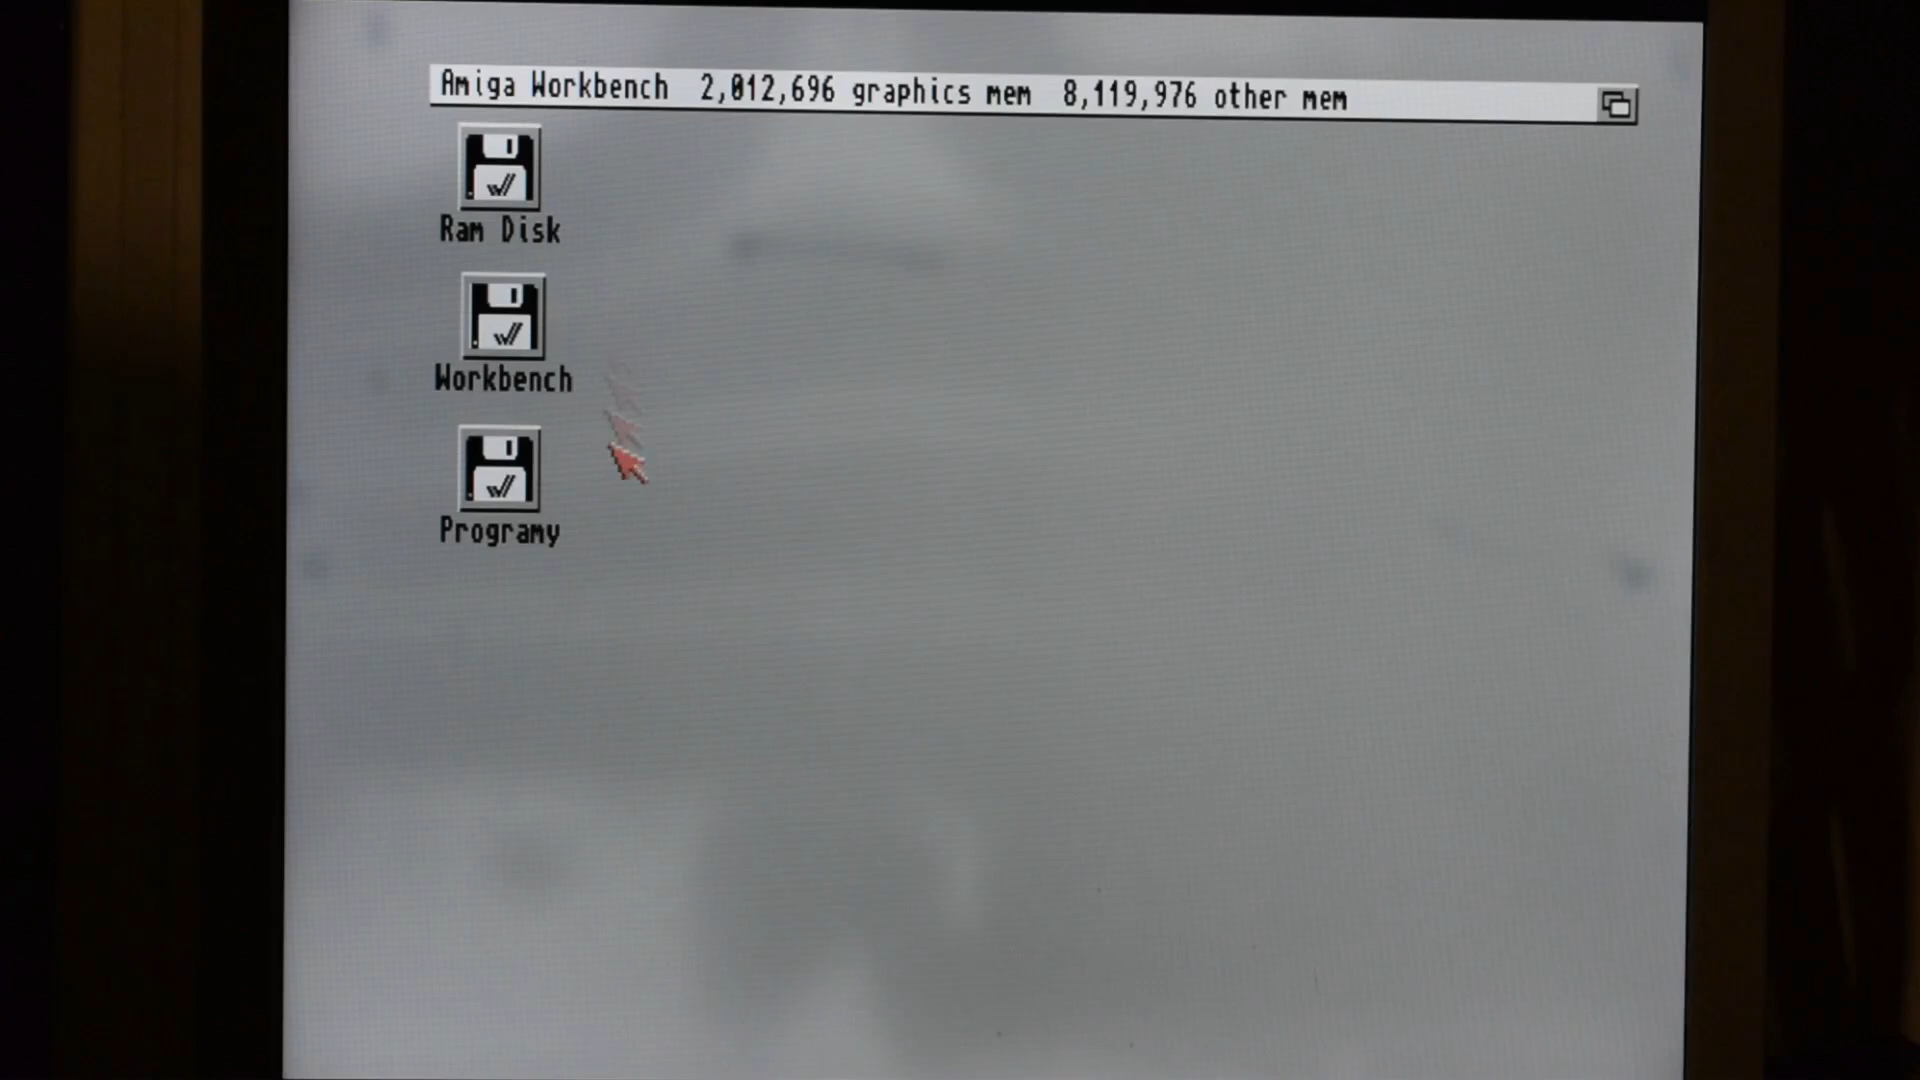 Amiga Workbench  2,012,696 graphics mem  8,119,976 other mem
Ram Disk
Workbench
Programy